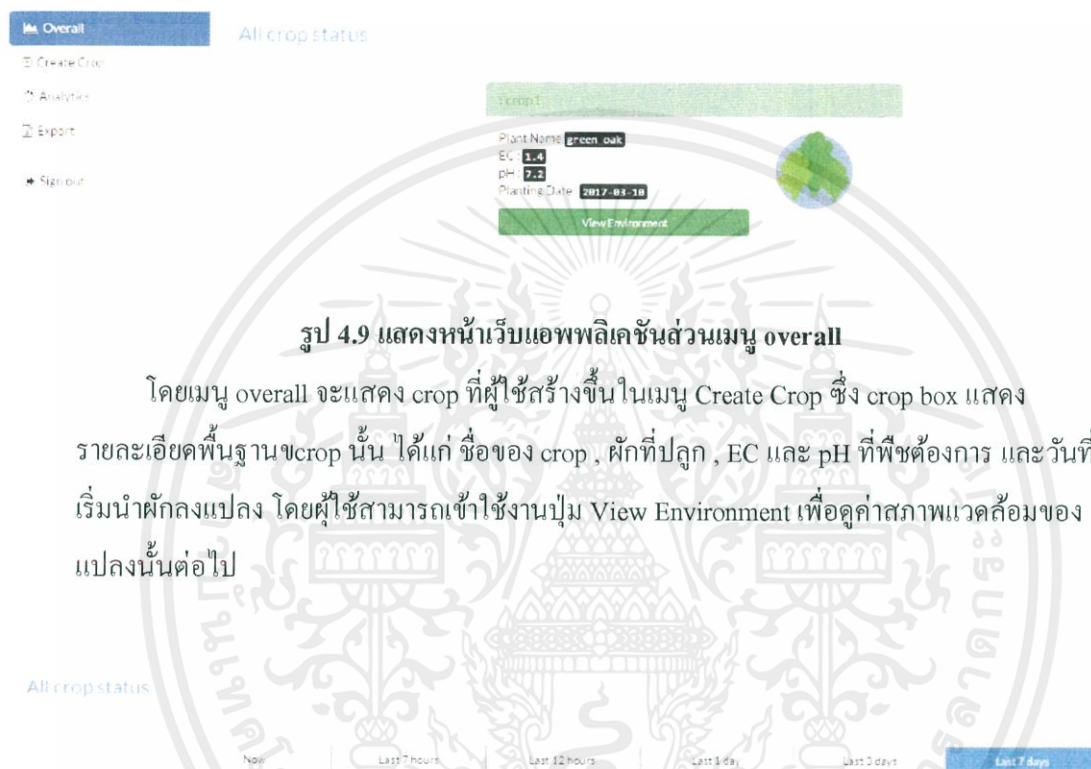 Overall
All crop status
Create Crop
Analytics
Export
Sign out
crop1
Plant Name green_oak
EC : 1.4
pH : 7.2
Planting Date 2017-03-10
View Environment
รูป 4.9 แสดงหน้าเว็บแอพพลิเคชันส่วนเมนู overall
โดยเมนู overall จะแสดง crop ที่ผู้ใช้สร้างขึ้นในเมนู Create Crop ซึ่ง crop box แสดง
รายละเอียดพื้นฐานขcrop นั้น ได้แก่ ชื่อของ crop , ผักที่ปลูก , EC และ pH ที่พืชต้องการ และวันที่
เริ่มนำผักลงแปลง โดยผู้ใช้สามารถเข้าใช้งานปุ่ม View Environment เพื่อดูค่าสภาพแวดล้อมของ
แปลงนั้นต่อไป
All crop status
Now Last 7 hours Last 12 hours Last 1 day Last 3 days Last 7 days